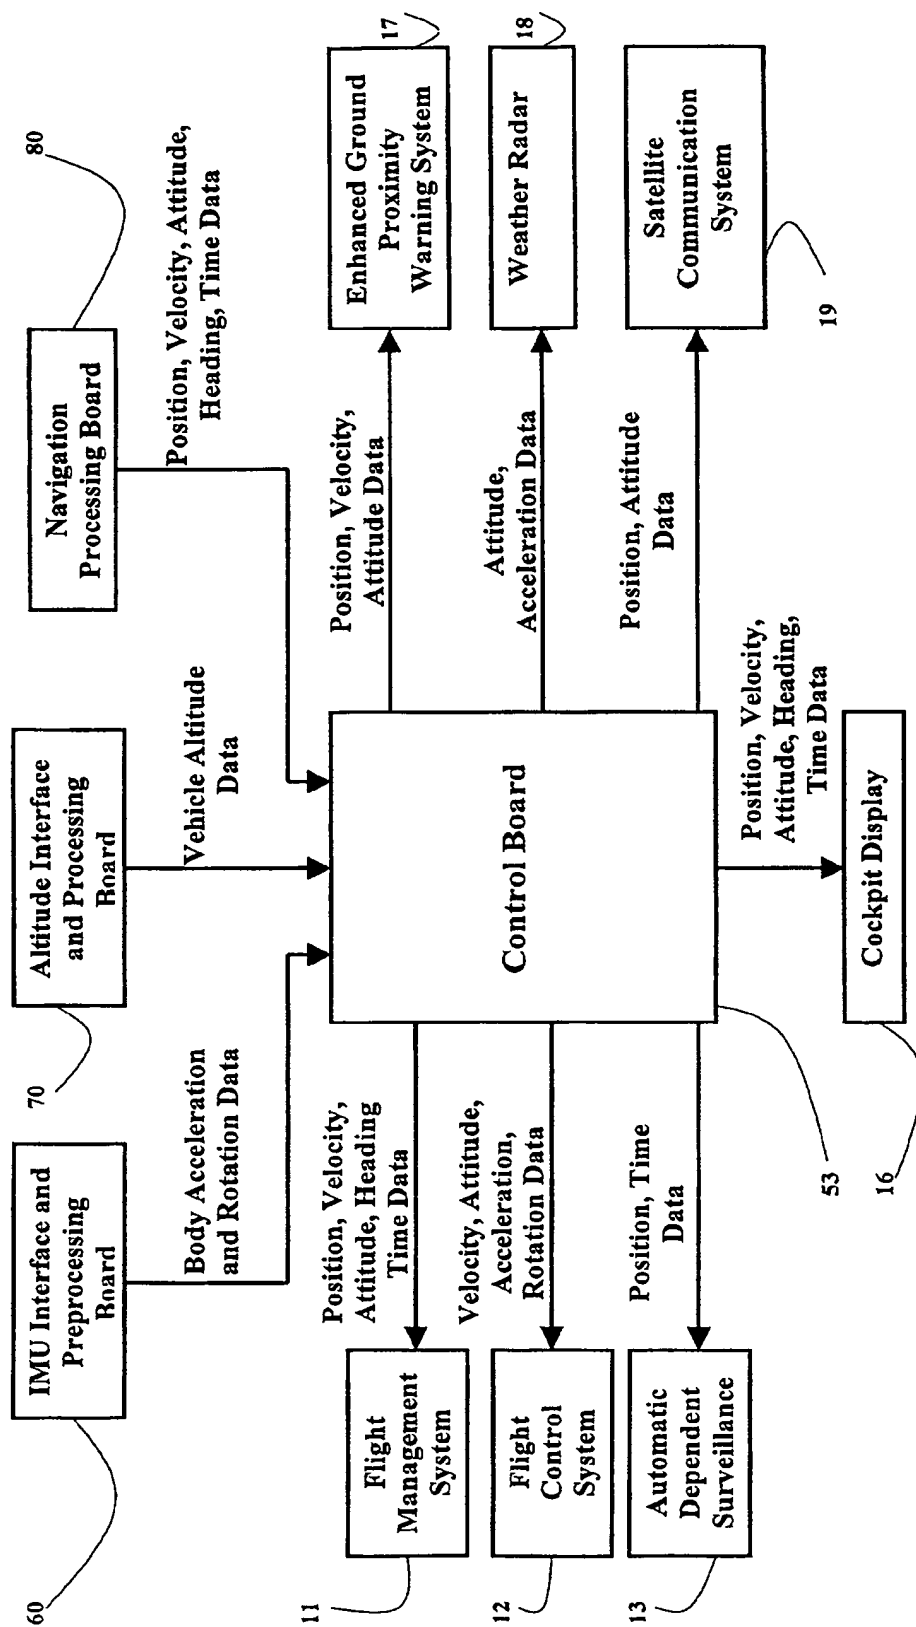 60
IMU Interface and
Preprocessing
Board
70
Altitude Interface
and Processing
Board
80
Navigation
Processing Board
Body Acceleration
and Rotation Data
Vehicle Altitude
Data
Position, Velocity, Attitude,
Heading, Time Data
11
Flight
Management
System
Position, Velocity,
Attitude, Heading
Time Data
12
Flight
Control
System
Velocity, Attitude,
Acceleration,
Rotation Data
13
Automatic
Dependent
Surveillance
Position, Time
Data
Control Board
53
Position, Velocity,
Attitude Data
Enhanced Ground
Proximity
Warning System
17
Attitude,
Acceleration Data
Weather Radar
18
Position, Attitude
Data
Satellite
Communication
System
19
Position, Velocity,
Attitude, Heading,
Time Data
Cockpit Display
16